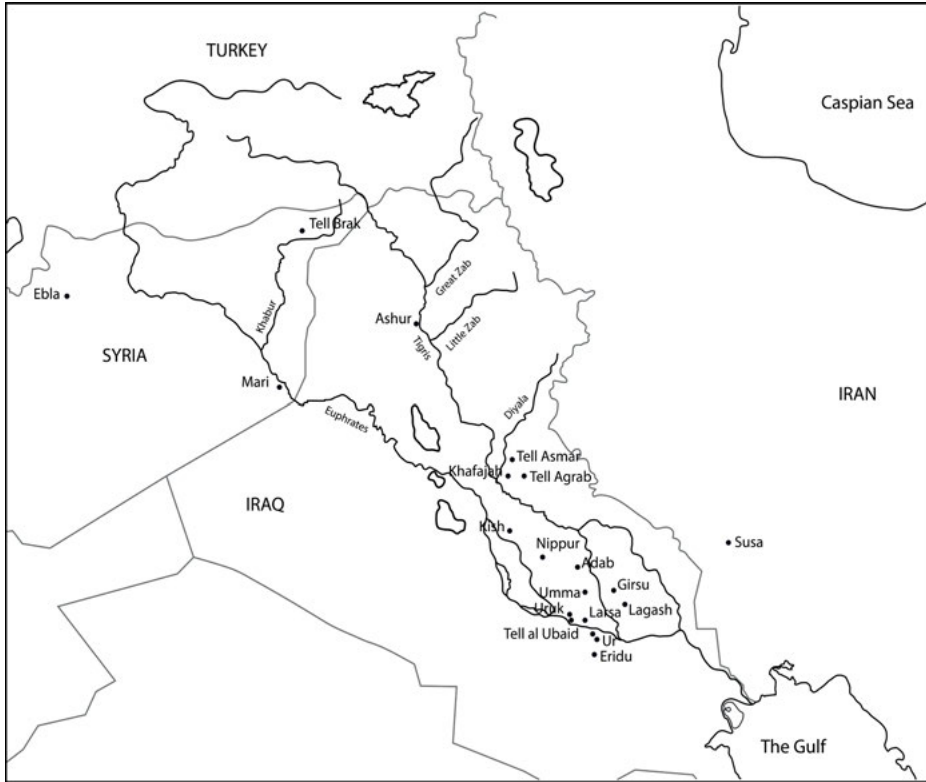 TURKEY
Caspian Sea
Tell Brak
Great Zab
Ebla
Khabur
Ashur
Tigris
Little Zab
SYRIA
Mari
IRAN
Euphrates
Diyala
Tell Asmar
Khafajah
Tell Agrab
IRAQ
Kish
Susa
Nippur
Adab
Umma
Girsu
Uruk
Larsa
Lagash
Tell al Ubaid
Ur
Eridu
The Gulf